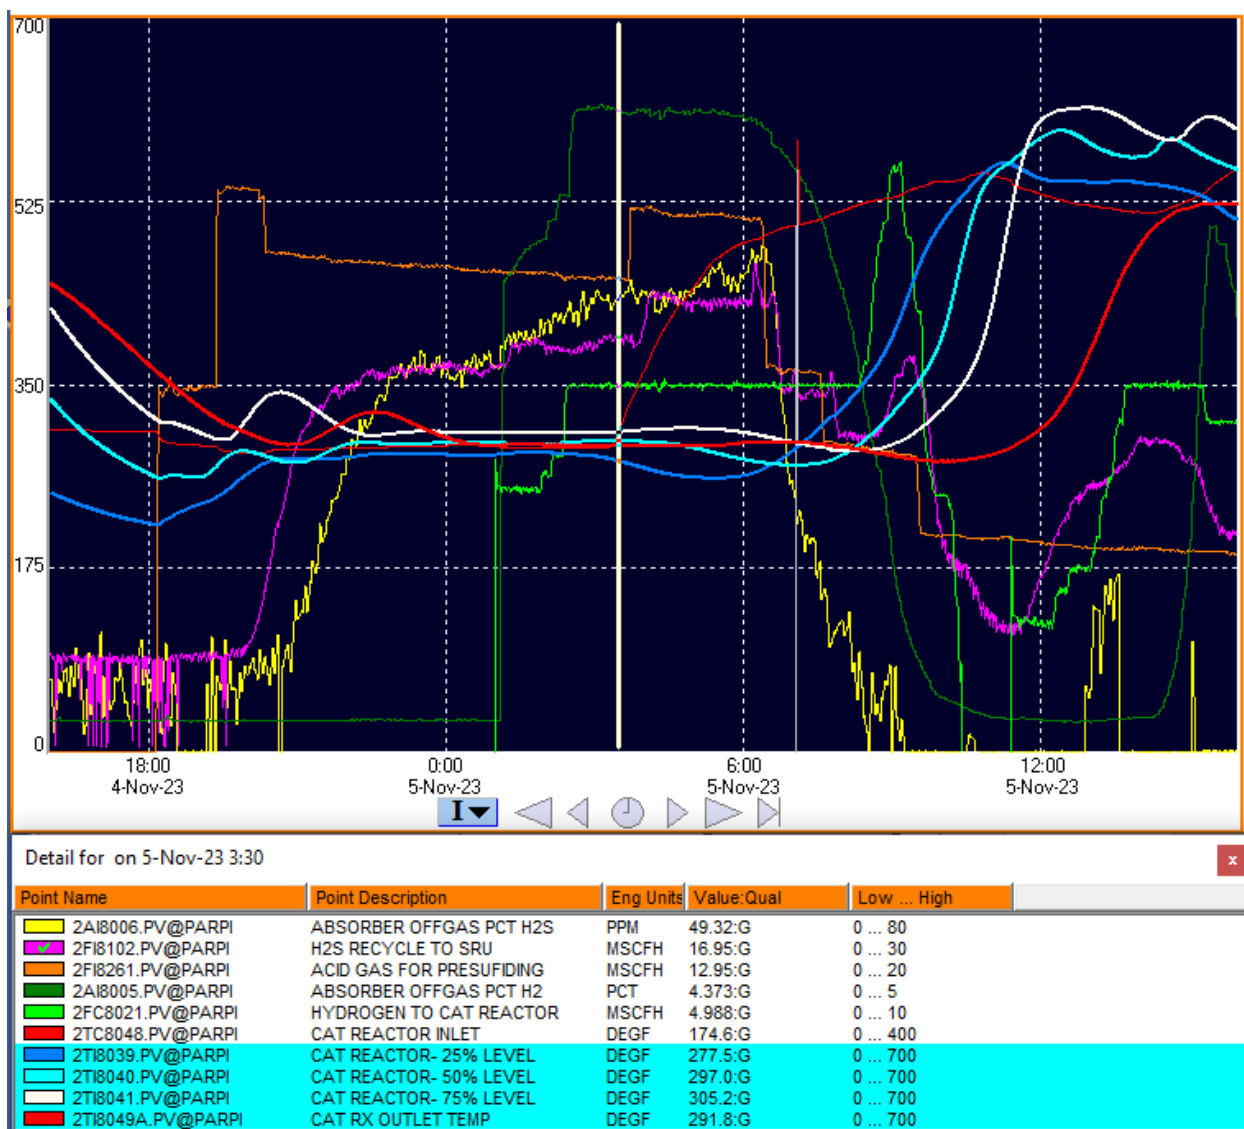 700
525
350
175
0
18:00
4-Nov-23
0:00
5-Nov-23
6:00
5-Nov-23
12:00
5-Nov-23
I
Detail for on 5-Nov-23 3:30
x
Point Name Point Description Eng Units Value:Qual Low ... High
2AI8006.PV@PARPI ABSORBER OFFGAS PCT H2S PPM 49.32:G 0 ... 80
2FI8102.PV@PARPI H2S RECYCLE TO SRU MSCFH 16.95:G 0 ... 30
2FI8261.PV@PARPI ACID GAS FOR PRESUFIDING MSCFH 12.95:G 0 ... 20
2AI8005.PV@PARPI ABSORBER OFFGAS PCT H2 PCT 4.373:G 0 ... 5
2FC8021.PV@PARPI HYDROGEN TO CAT REACTOR MSCFH 4.988:G 0 ... 10
2TC8048.PV@PARPI CAT REACTOR INLET DEGF 174.6:G 0 ... 400
2TI8039.PV@PARPI CAT REACTOR- 25% LEVEL DEGF 277.5:G 0 ... 700
2TI8040.PV@PARPI CAT REACTOR- 50% LEVEL DEGF 297.0:G 0 ... 700
2TI8041.PV@PARPI CAT REACTOR- 75% LEVEL DEGF 305.2:G 0 ... 700
2TI8049A.PV@PARPI CAT RX OUTLET TEMP DEGF 291.8:G 0 ... 700